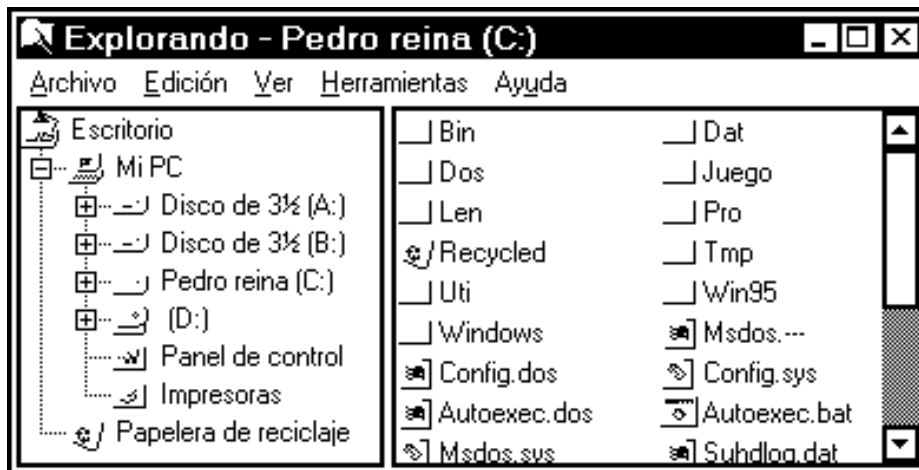 Explorando - Pedro reina (C:)
Archivo Edición Ver Herramientas Ayuda
Escritorio
Mi PC
Disco de 3½ (A:)
Disco de 3½ (B:)
Pedro reina (C:)
(D:)
Panel de control
Impresoras
Papelera de reciclaje
Bin
Dos
Len
Recycled
Uti
Windows
Config.dos
Autoexec.dos
Msdos.sys
Dat
Juego
Pro
Tmp
Win95
Msdos.---
Config.sys
Autoexec.bat
Suhdlog.dat